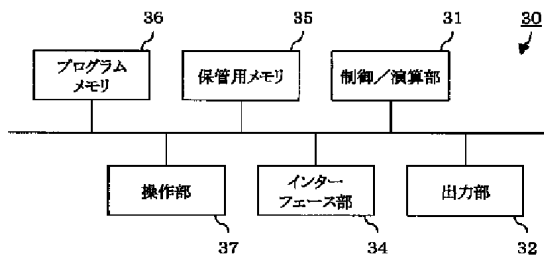 36
35
31
30
プログラム
メモリ
保管用メモリ
制御／演算部
操作部
インター
フェース部
出力部
37
34
32